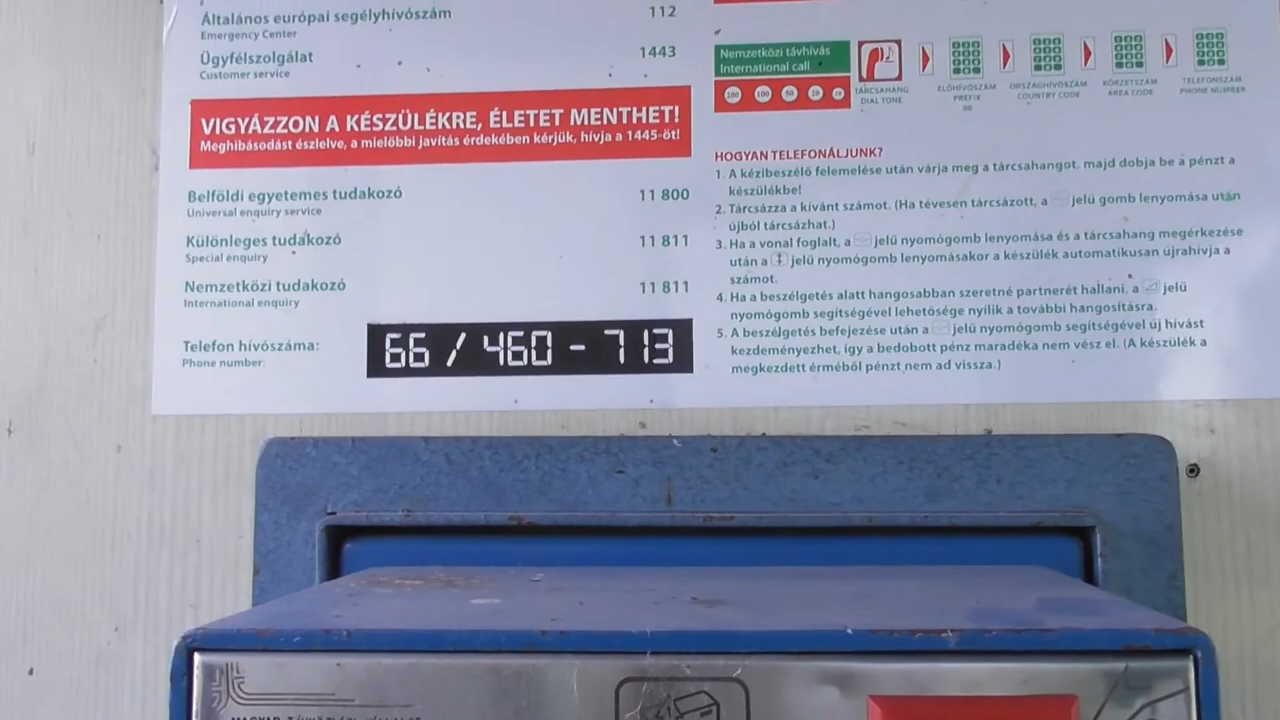 Általános európai segélyhívószám 112
Emergency Center
Ügyfélszolgálat 1443
Customer service
VIGYÁZZON A KÉSZÜLÉKRE, ÉLETET MENTHET!
Meghibásodást észlelve, a mielőbbi javítás érdekében kérjük, hívja a 1445-öt!
Belföldi egyetemes tudakozó 11 800
Universal enquiry service
Különleges tudakozó 11 811
Special enquiry
Nemzetközi tudakozó 11 811
International enquiry
Telefon hívószáma: 66 / 460 - 713
Phone number
Nemzetközi távhívás
International call
200 100 50 20 10
TÁRCSAHANG
DIAL TONE
ELŐHÍVÓSZÁM
PREFIX
00
ORSZÁGHÍVÓSZÁM
COUNTRY CODE
KÖRZETSZÁM
AREA CODE
TELEFONSZÁM
PHONE NUMBER
HOGYAN TELEFONÁLJUNK?
1. A kézibeszélő felemelése után várja meg a tárcsahangot, majd dobja be a pénzt a
készülékbe!
2. Tárcsázza a kívánt számot. (Ha tévesen tárcsázott, a jelű gomb lenyomása után
újból tárcsázhat.)
3. Ha a vonal foglalt, a jelű nyomógomb lenyomása és a tárcsahang megérkezése
után a jelű nyomógomb lenyomásakor a készülék automatikusan újrahívja a
számot.
4. Ha a beszélgetés alatt hangosabban szeretné partnerét hallani, a jelű
nyomógomb segítségével lehetősége nyílik a további hangosításra.
5. A beszélgetés befejezése után a jelű nyomógomb segítségével új hívást
kezdeményezhet, így a bedobott pénz maradéka nem vész el. (A készülék a
megkezdett érméből pénzt nem ad vissza.)